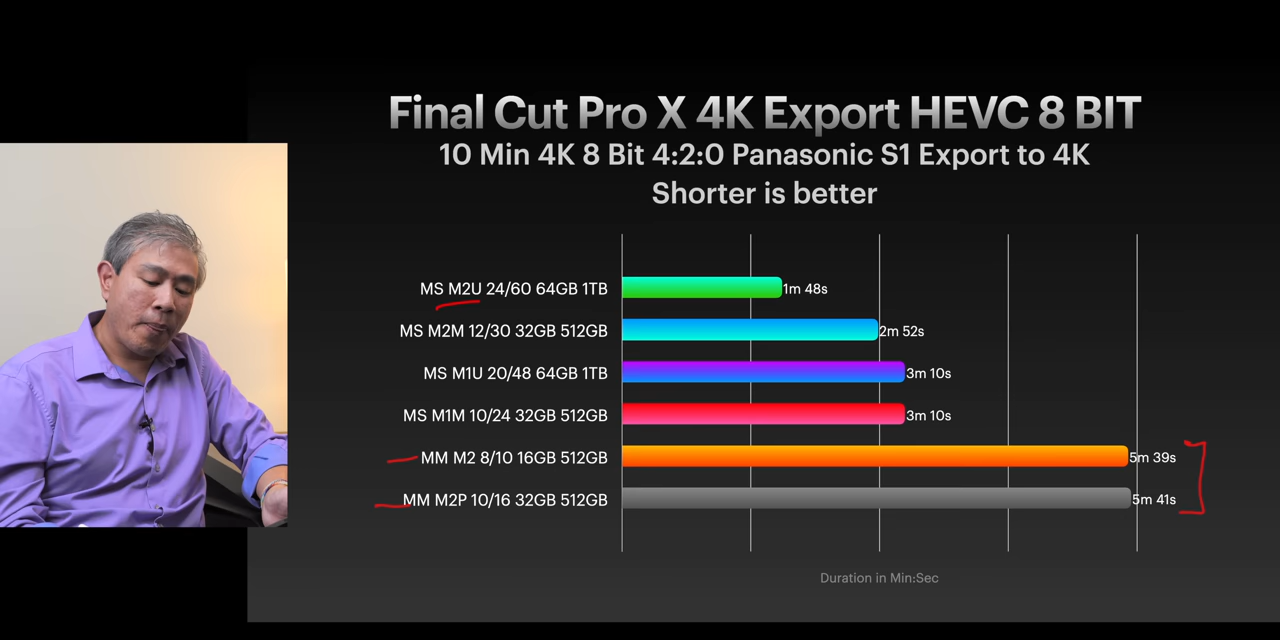 Final Cut Pro X 4K Export HEVC 8 BIT
10 Min 4K 8 Bit 4:2:0 Panasonic S1 Export to 4K
Shorter is better
MS M2U 24/60 64GB 1TB 1m 48s
MS M2M 12/30 32GB 512GB 2m 52s
MS M1U 20/48 64GB 1TB 3m 10s
MS M1M 10/24 32GB 512GB 3m 10s
MM M2 8/10 16GB 512GB 5m 39s
MM M2P 10/16 32GB 512GB 5m 41s
Duration in Min:Sec